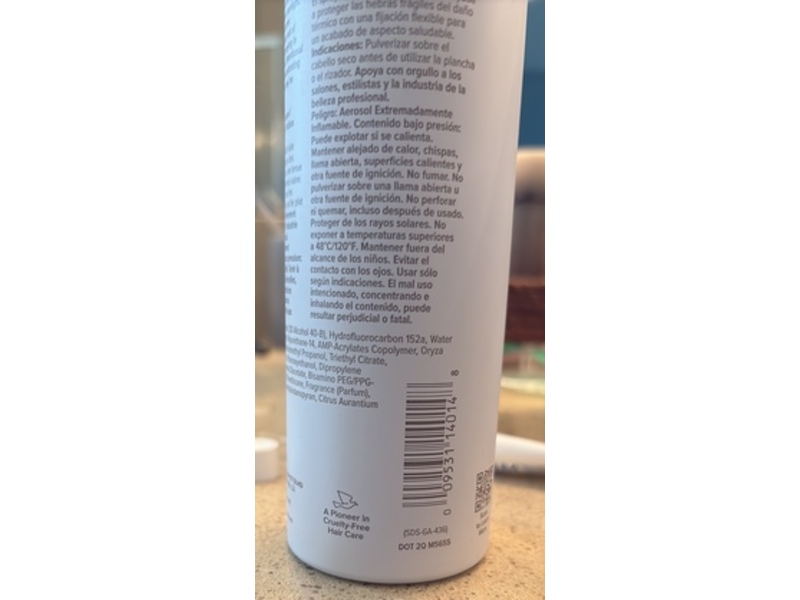 a proteger las hebras frágiles del daño
térmico con una fijación flexible para
un acabado de aspecto saludable.
Indicaciones: Pulverizar sobre el
cabello seco antes de utilizar la plancha
o el rizador. Apoya con orgullo a los
salones, estilistas y la industria de la
belleza profesional.
Peligro: Aerosol Extremadamente
Inflamable. Contenido bajo presión:
Puede explotar si se calienta.
Mantener alejado de calor, chispas,
llama abierta, superficies calientes y
otra fuente de ignición. No fumar. No
pulverizar sobre una llama abierta u
otra fuente de ignición. No perforar
ni quemar, incluso después de usado.
Proteger de los rayos solares. No
exponer a temperaturas superiores
a 48°C/120°F. Mantener fuera del
alcance de los niños. Evitar el
contacto con los ojos. Usar sólo
según indicaciones. El mal uso
intencionado, concentrando e
inhalando el contenido, puede
resultar perjudicial o fatal.
Alcohol 40-B), Hydrofluorocarbon 152a, Water
AMP-Acrylates Copolymer, Oryza
Propanol, Triethyl Citrate,
Dipropylene
Bisamino PEG/PPG-
Fragrance (Parfum),
Citrus Aurantium
0 09531 14014 8
A Pioneer in
Cruelty-Free
Hair Care
(SDS-GA-436)
DOT 2Q M5655